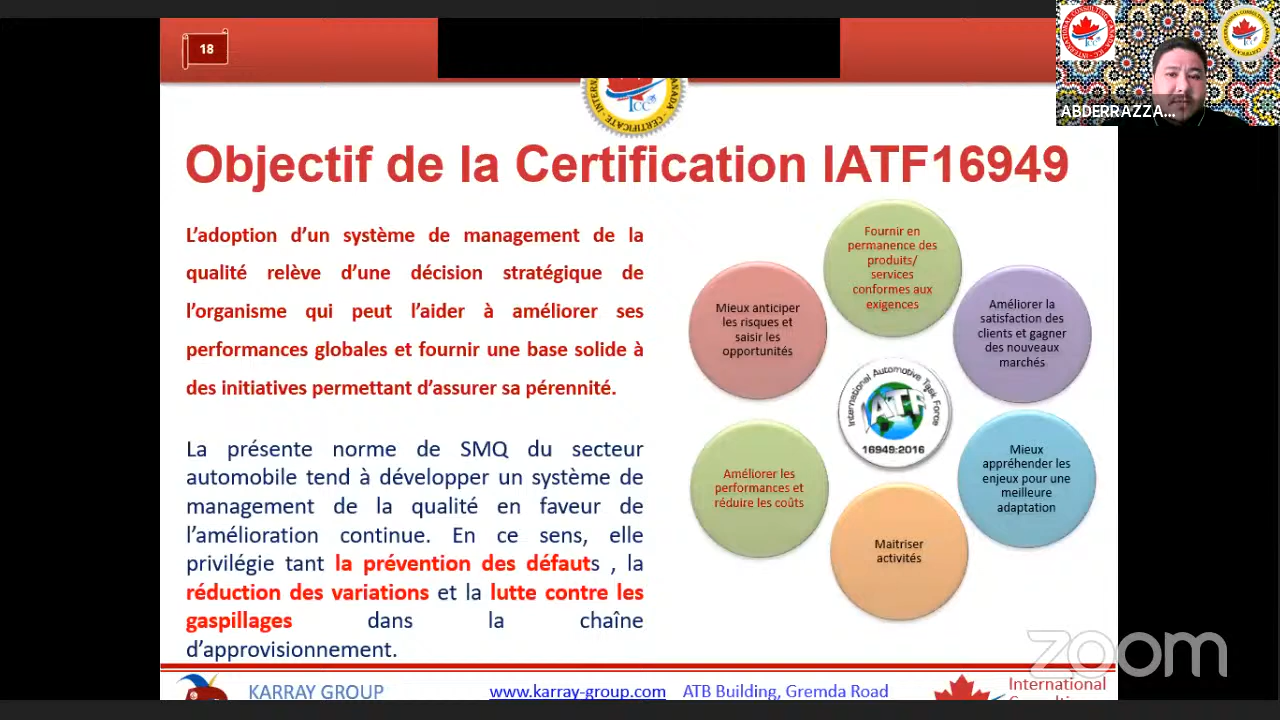 18
Objectif de la Certification IATF16949
L’adoption d’un système de management de la
qualité relève d’une décision stratégique de
l’organisme qui peut l’aider à améliorer ses
performances globales et fournir une base solide à
des initiatives permettant d’assurer sa pérennité.
La présente norme de SMQ du secteur
automobile tend à développer un système de
management de la qualité en faveur de
l’amélioration continue. En ce sens, elle
privilégie tant la prévention des défauts , la
réduction des variations et la lutte contre les
gaspillages dans la chaîne
d’approvisionnement.
Fournir en
permanence des
produits/
services
conformes aux
exigences
Améliorer la
satisfaction des
clients et gagner
des nouveaux
marchés
Mieux
appréhender les
enjeux pour une
meilleure
adaptation
Maitriser
activités
Améliorer les
performances et
réduire les coûts
Mieux anticiper
les risques et
saisir les
opportunités
International Automotive Task Force
IATF
16949:2016
KARRAY GROUP
www.karray-group.com
ATB Building, Gremda Road
International
ABDERRAZZA...
zoom